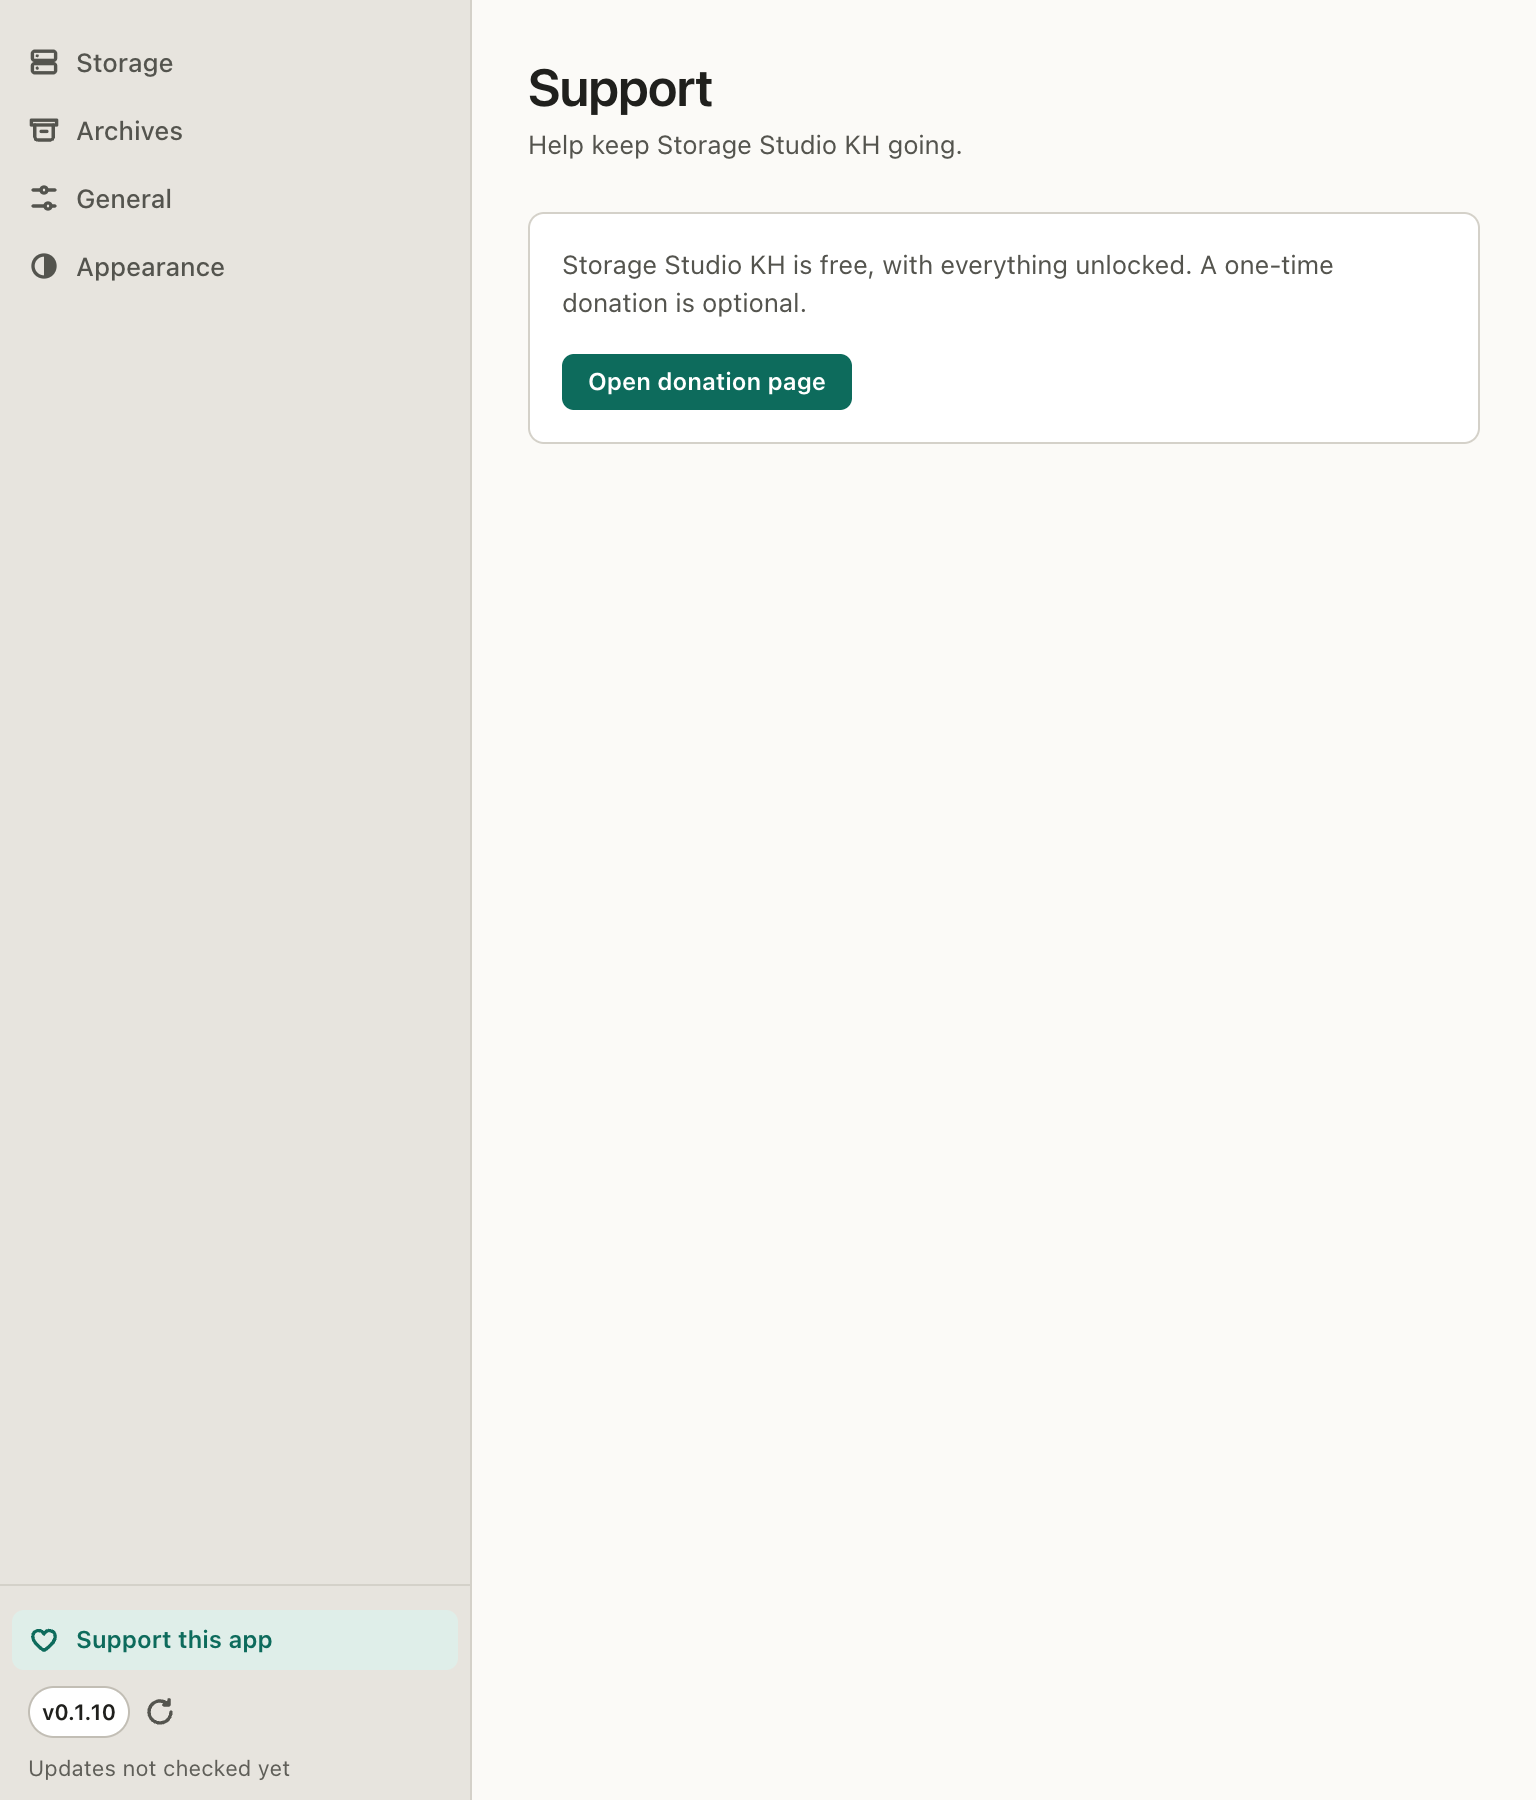 Storage
Archives
General
Appearance
Support this app
v0.1.10
Updates not checked yet
Support
Help keep Storage Studio KH going.
Storage Studio KH is free, with everything unlocked. A one-time
donation is optional.
Open donation page